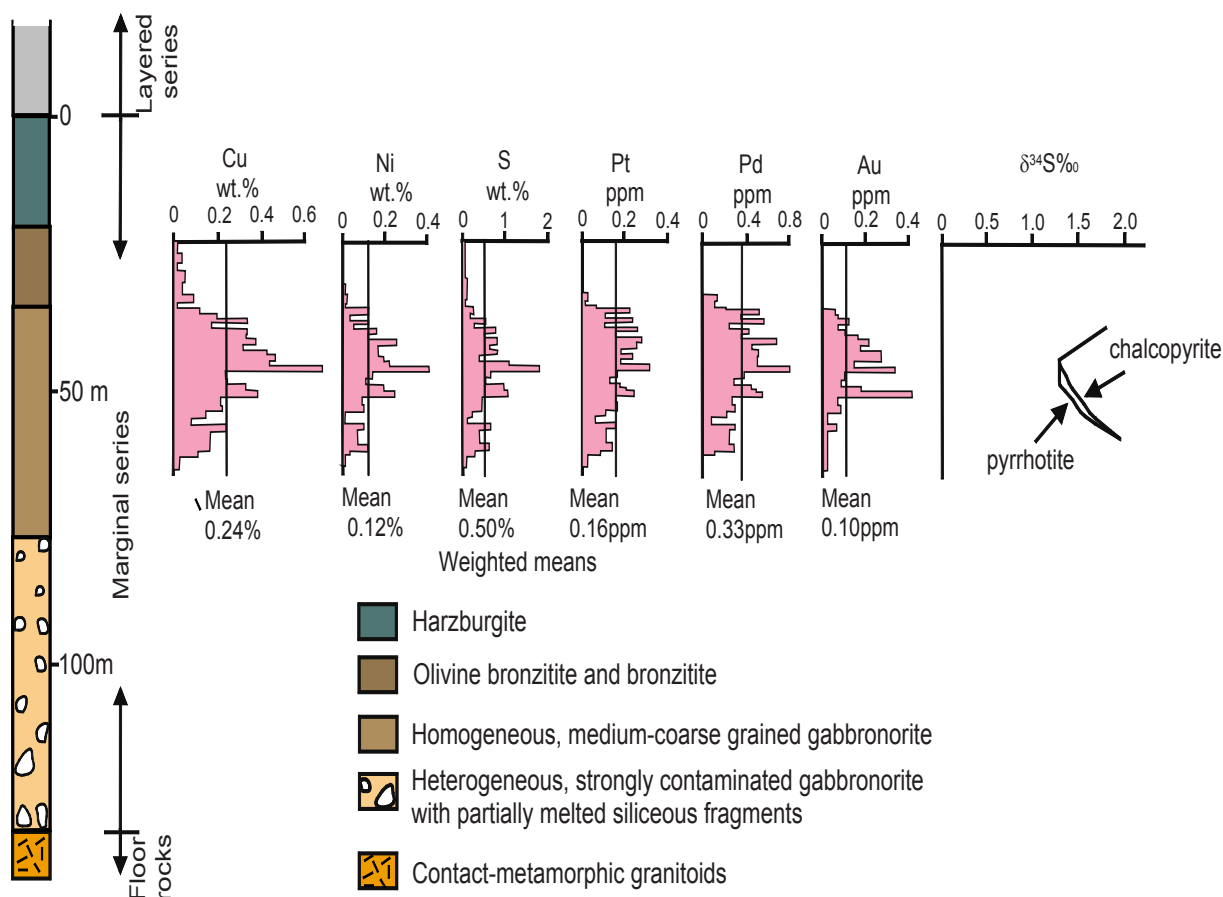 Layered
series
0
50 m
Marginal series
100m
Floor
rocks
Cu
wt.%
0 0.2 0.4 0.6
Ni
wt.%
0 0.2 0.4
S
wt.%
0 1 2
Pt
ppm
0 0.2 0.4
Pd
ppm
0 0.4 0.8
Au
ppm
0 0.2 0.4
δ³⁴S‰
0 0.5 1.0 1.5 2.0
chalcopyrite
pyrrhotite
Mean
0.24%
Mean
0.12%
Mean
0.50%
Mean
0.16ppm
Mean
0.33ppm
Mean
0.10ppm
Weighted means
Harzburgite
Olivine bronzitite and bronzitite
Homogeneous, medium-coarse grained gabbronorite
Heterogeneous, strongly contaminated gabbronorite
with partially melted siliceous fragments
Contact-metamorphic granitoids